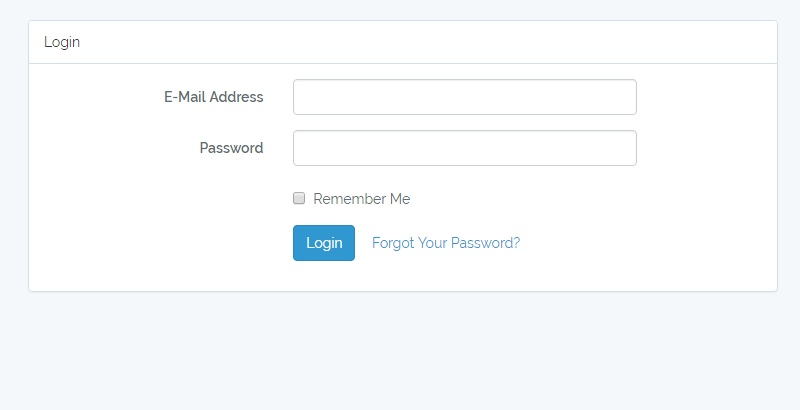 Login
E-Mail Address
Password
Remember Me
Login Forgot Your Password?